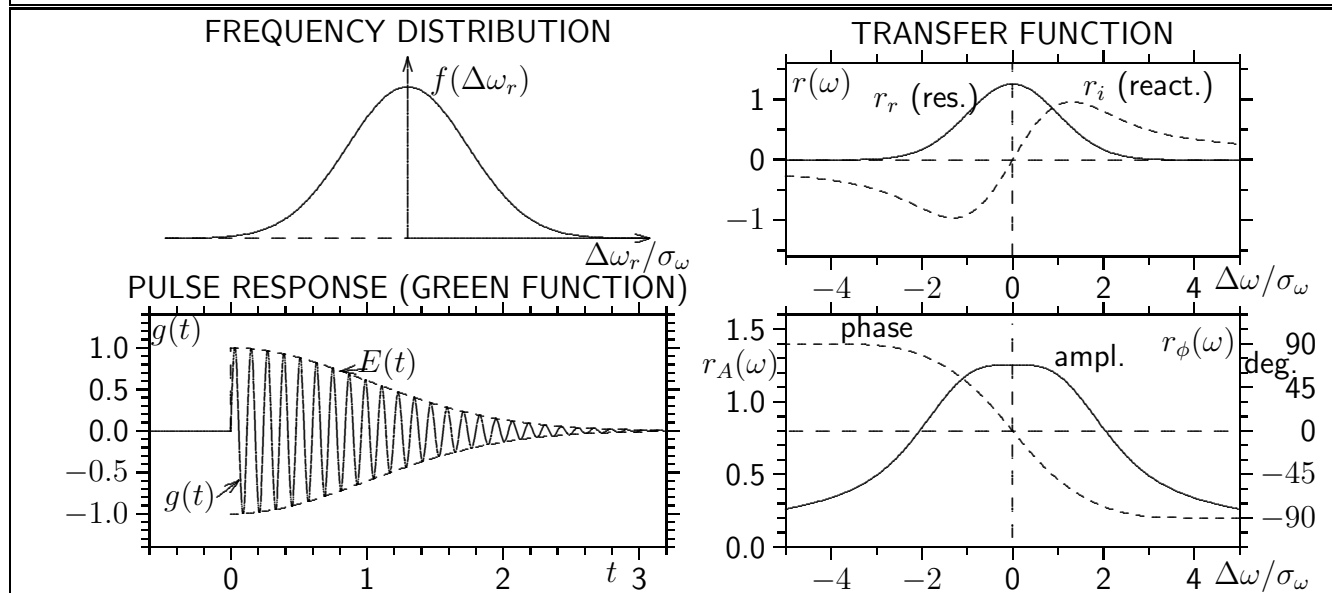 FREQUENCY DISTRIBUTION
f(Δω_r)
Δω_r/σ_ω
TRANSFER FUNCTION
r(ω)
r_r (res.)
r_i (react.)
1
0
−1
−4 −2 0 2 4 Δω/σ_ω
PULSE RESPONSE (GREEN FUNCTION)
g(t)
E(t)
g(t)
1.0
0.5
0.0
−0.5
−1.0
0 1 2 t 3
phase
ampl.
r_A(ω)
r_ϕ(ω)
deg.
1.5
1.0
0.5
0.0
90
45
0
−45
−90
−4 −2 0 2 4 Δω/σ_ω